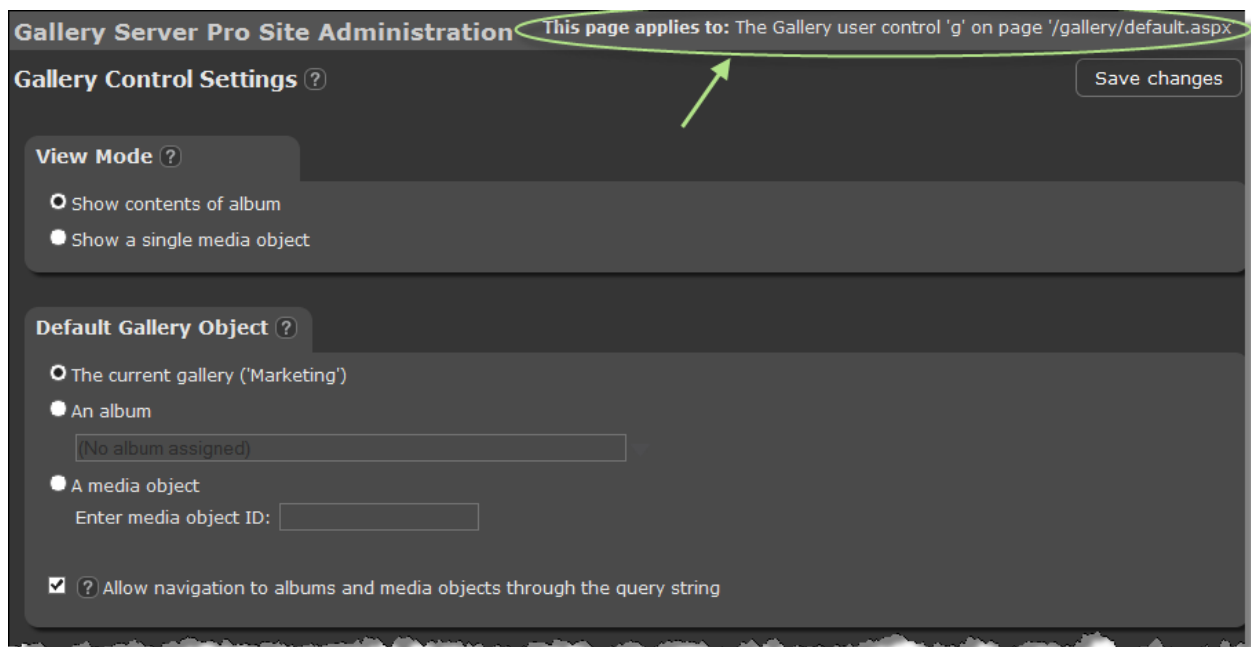 Gallery Server Pro Site Administration
This page applies to: The Gallery user control 'g' on page '/gallery/default.aspx
Gallery Control Settings ?
Save changes
View Mode ?
Show contents of album
Show a single media object
Default Gallery Object ?
The current gallery ('Marketing')
An album
(No album assigned)
A media object
Enter media object ID:
? Allow navigation to albums and media objects through the query string